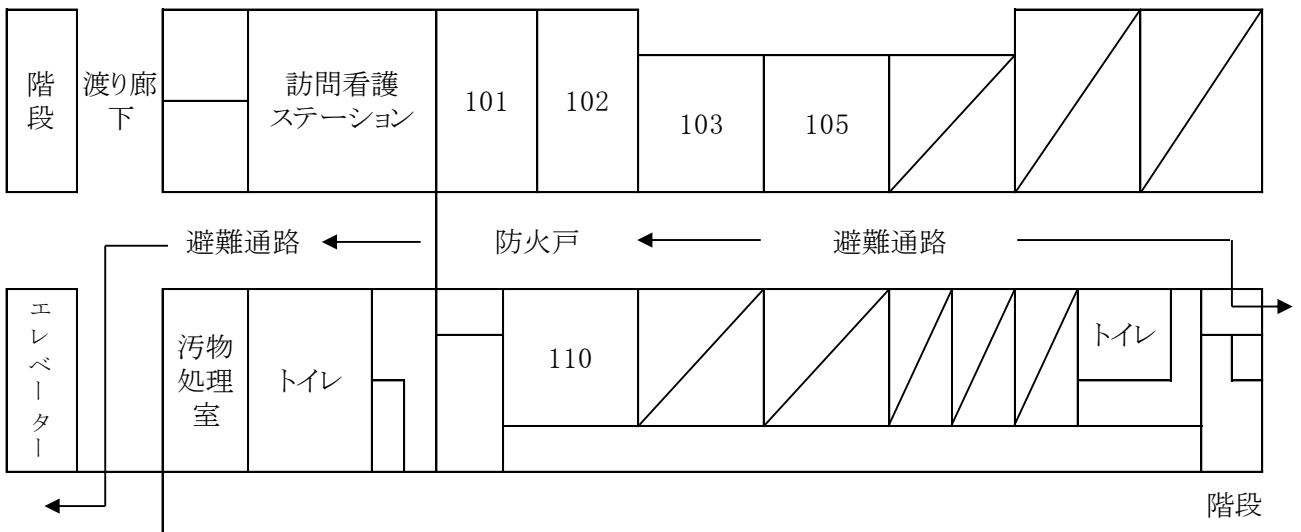 階段
渡り廊下
訪問看護
ステーション
101
102
103
105
避難通路
防火戸
避難通路
エレベーター
汚物処理室
トイレ
110
トイレ
階段